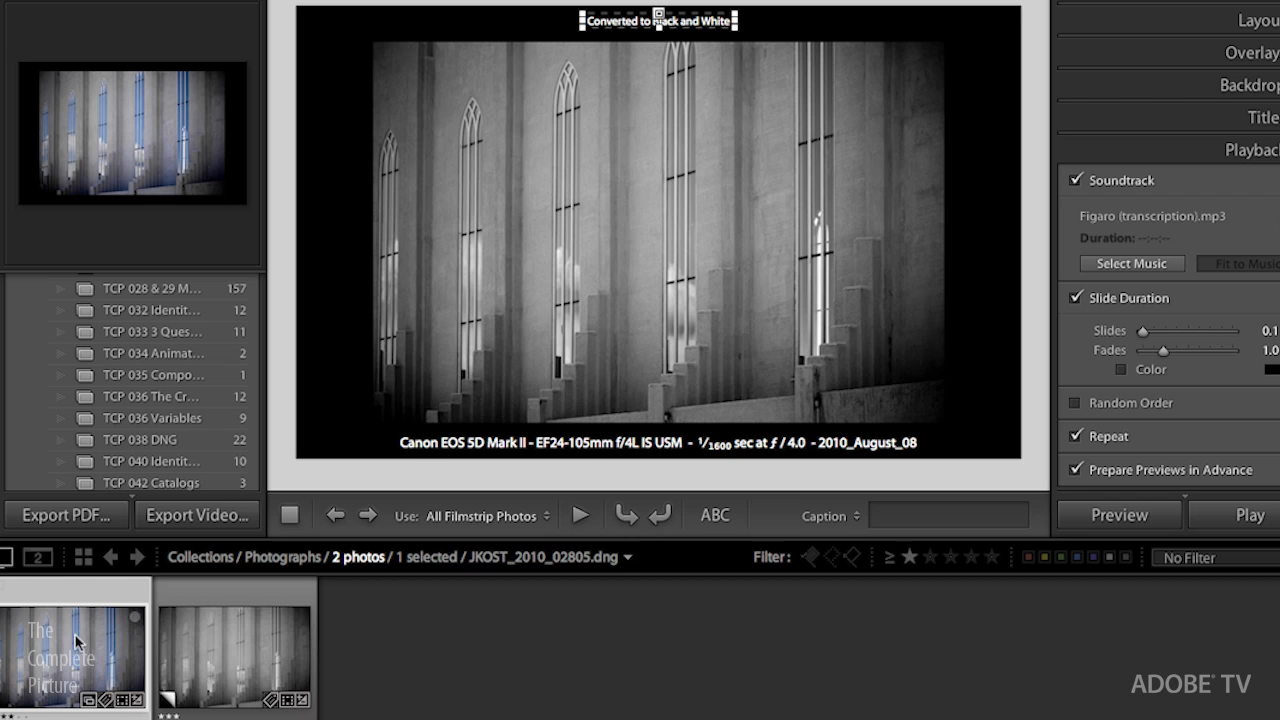 Converted to Black and White
Canon EOS 5D Mark II - EF24-105mm f/4L IS USM - 1/1600 sec at ƒ / 4.0 - 2010_August_08
TCP 028 & 29 M... 157
TCP 032 Identit... 12
TCP 033 3 Ques... 11
TCP 034 Animat... 2
TCP 035 Compo... 1
TCP 036 The Cr... 12
TCP 036 Variables 9
TCP 038 DNG 22
TCP 040 Identit... 10
TCP 042 Catalogs 3
Export PDF... Export Video...
Layou
Overlay
Backdrop
Title
Playback
Soundtrack
Figaro (transcription).mp3
Duration: --:--:--
Select Music Fit to Music
Slide Duration
Slides 0.1
Fades 1.0
Color
Random Order
Repeat
Prepare Previews in Advance
Preview Play
Use: All Filmstrip Photos ABC Caption
2 Collections / Photographs / 2 photos / 1 selected / JKOST_2010_02805.dng Filter: ≥ No Filter
The
Complete
Picture
ADOBE® TV